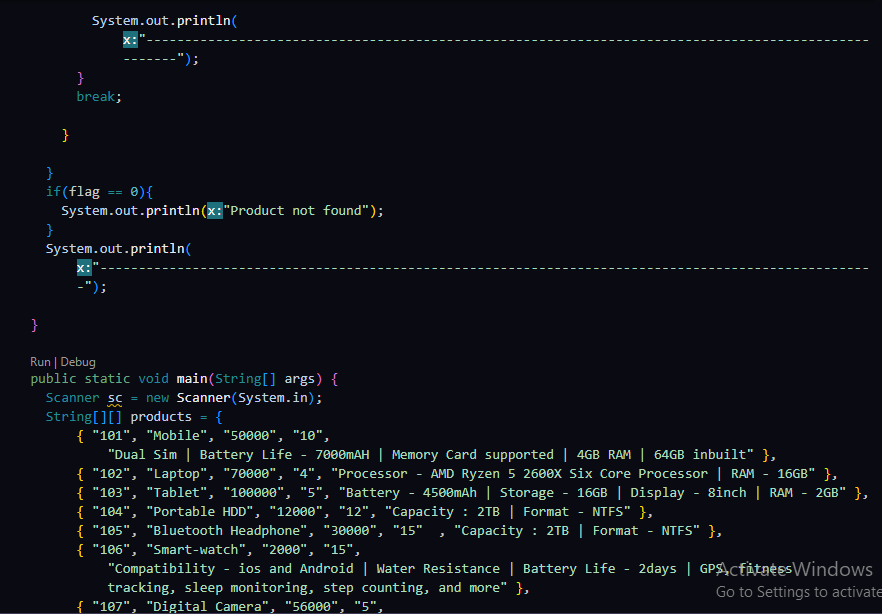 System.out.println(
x:"----------------------------------------------------------------------------------------------
-------");
}
break;
}
}
if(flag == 0){
System.out.println(x:"Product not found");
}
System.out.println(
x:"----------------------------------------------------------------------------------------------------
-");
}
Run | Debug
public static void main(String[] args) {
Scanner sc = new Scanner(System.in);
String[][] products = {
{ "101", "Mobile", "50000", "10",
"Dual Sim | Battery Life - 7000mAH | Memory Card supported | 4GB RAM | 64GB inbuilt" },
{ "102", "Laptop", "70000", "4", "Processor - AMD Ryzen 5 2600X Six Core Processor | RAM - 16GB" },
{ "103", "Tablet", "100000", "5", "Battery - 4500mAh | Storage - 16GB | Display - 8inch | RAM - 2GB" },
{ "104", "Portable HDD", "12000", "12", "Capacity : 2TB | Format - NTFS" },
{ "105", "Bluetooth Headphone", "30000", "15"  , "Capacity : 2TB | Format - NTFS" },
{ "106", "Smart-watch", "2000", "15",
"Compatibility - ios and Android | Water Resistance | Battery Life - 2days | GPS, fitness
tracking, sleep monitoring, step counting, and more" },
{ "107", "Digital Camera", "56000", "5",
Activate Windows
Go to Settings to activate